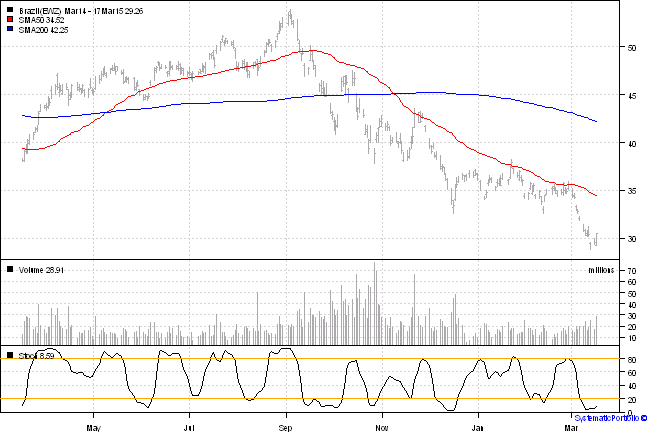 Brazil(EWZ) Mar14 - 17Mar15 29.26
SMA50 34.52
SMA200 42.25
50
45
40
35
30
Volume 28.91
millions
70
60
50
40
30
20
10
Stoch 8.59
80
60
40
20
0
May
Jul
Sep
Nov
Jan
Mar
SystematicPortfolio ©